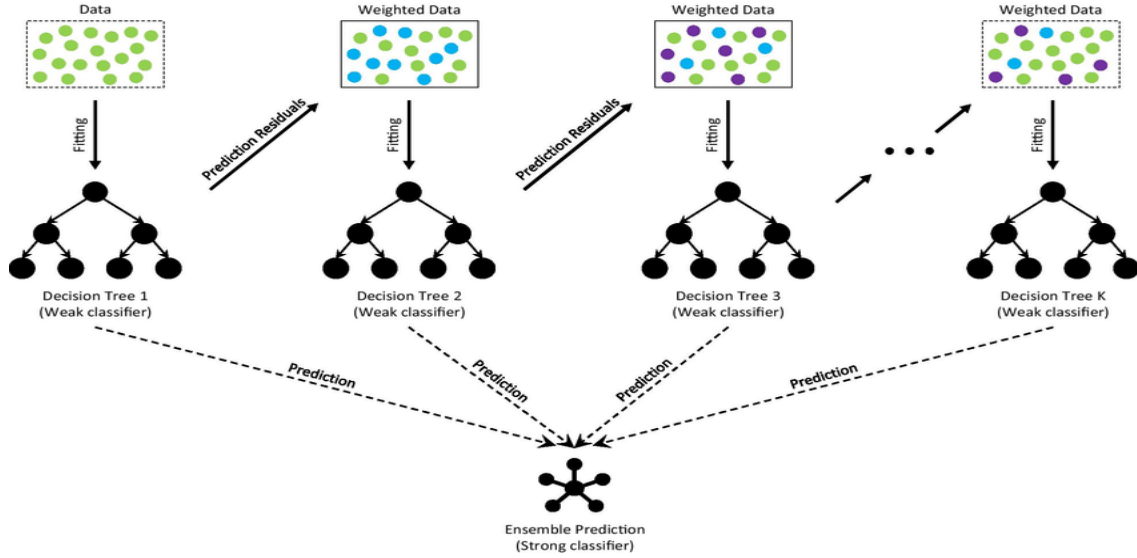 Data
Weighted Data
Weighted Data
Weighted Data
Fitting
Prediction Residuals
Fitting
Prediction Residuals
Fitting
Fitting
Decision Tree 1
(Weak classifier)
Decision Tree 2
(Weak classifier)
Decision Tree 3
(Weak classifier)
Decision Tree K
(Weak classifier)
Prediction
Prediction
Prediction
Prediction
Ensemble Prediction
(Strong classifier)